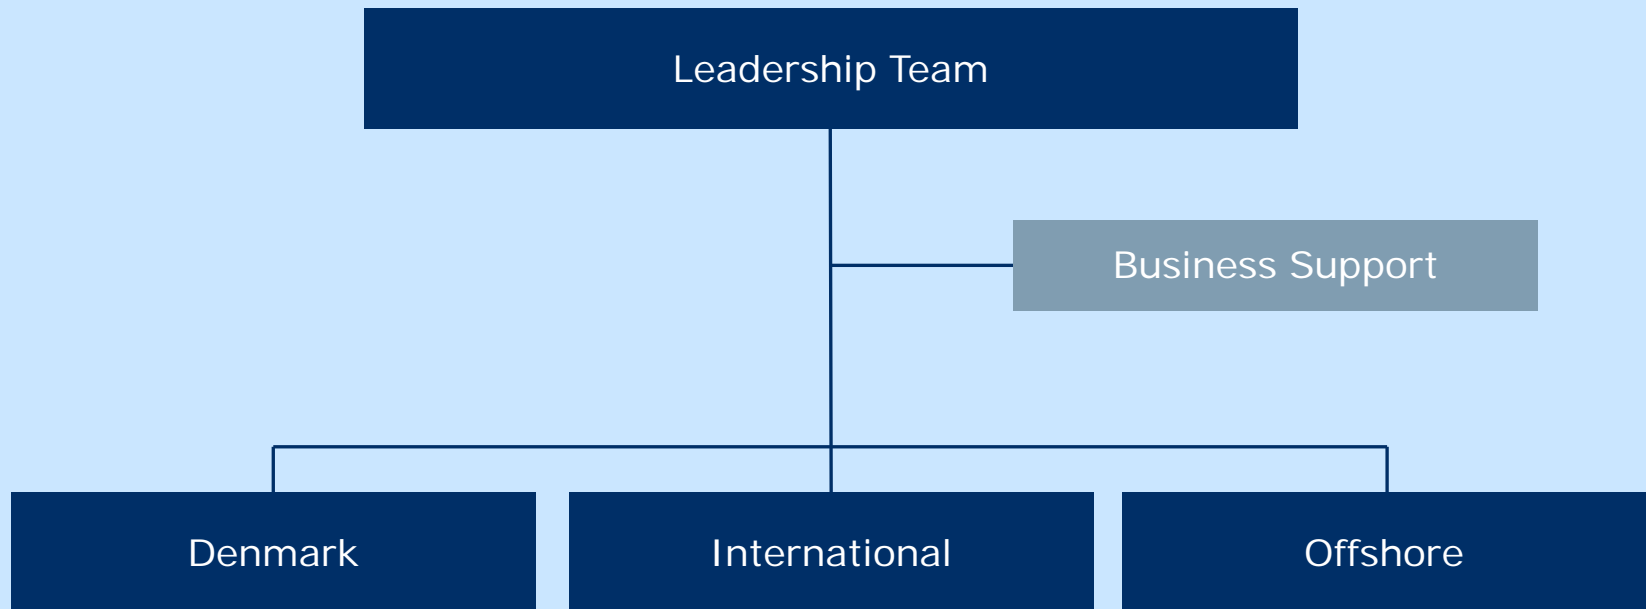 Leadership Team
Business Support
Denmark
International
Offshore